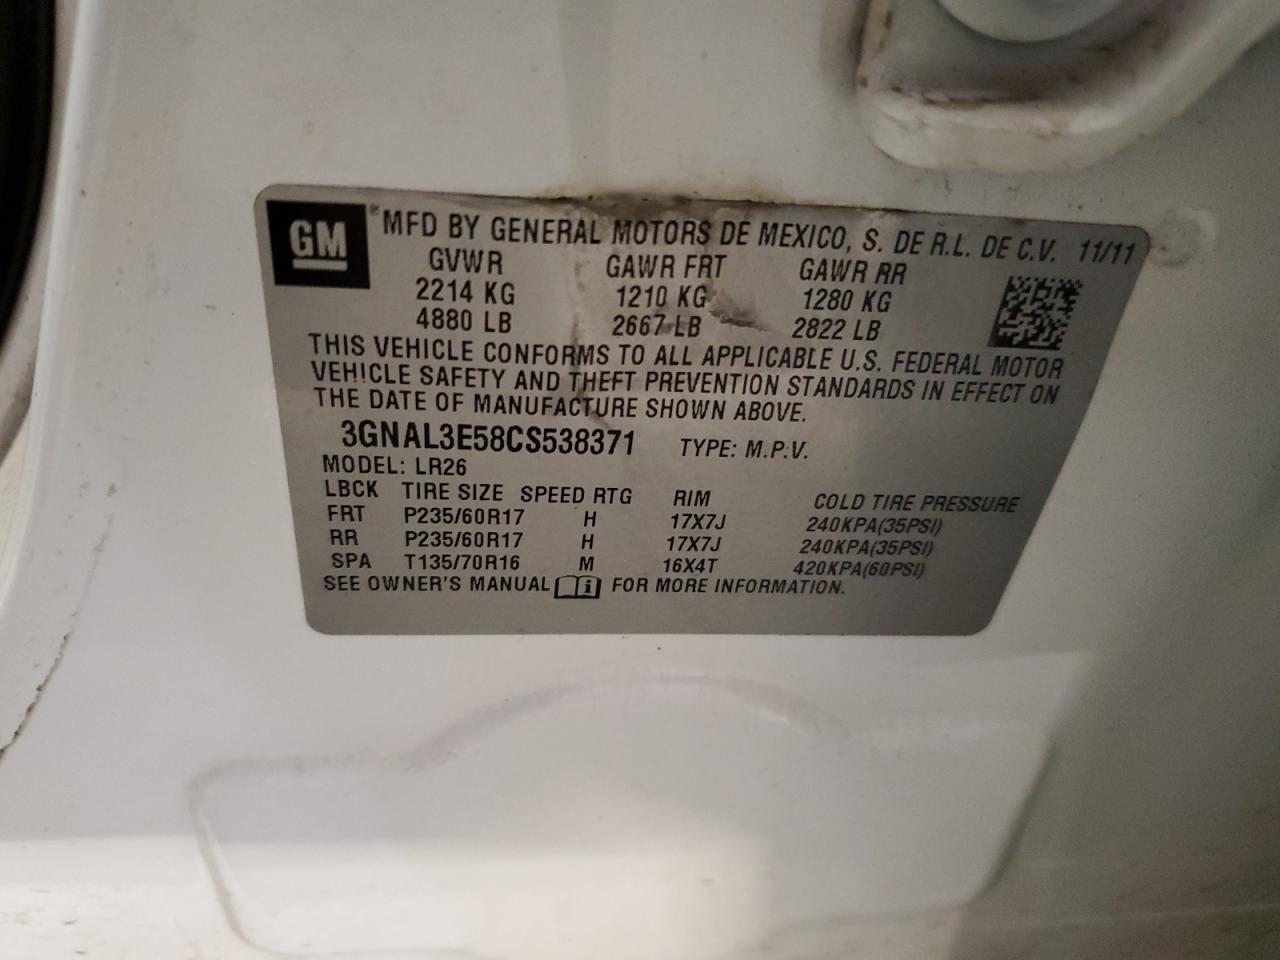 GM ® MFD BY GENERAL MOTORS DE MEXICO, S. DE R.L. DE C.V. 11/11
GVWR GAWR FRT GAWR RR
2214 KG 1210 KG 1280 KG
4880 LB 2667 LB 2822 LB
THIS VEHICLE CONFORMS TO ALL APPLICABLE U.S. FEDERAL MOTOR
VEHICLE SAFETY AND THEFT PREVENTION STANDARDS IN EFFECT ON
THE DATE OF MANUFACTURE SHOWN ABOVE.
3GNAL3E58CS538371 TYPE: M.P.V.
MODEL: LR26
LBCK TIRE SIZE SPEED RTG RIM COLD TIRE PRESSURE
FRT P235/60R17 H 17X7J 240KPA(35PSI)
RR P235/60R17 H 17X7J 240KPA(35PSI)
SPA T135/70R16 M 16X4T 420KPA(60PSI)
SEE OWNER'S MANUAL i FOR MORE INFORMATION.